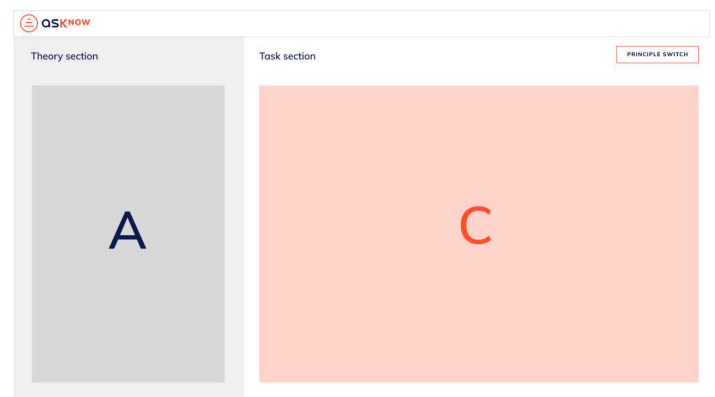 asKNOW
Theory section
Task section
PRINCIPLE SWITCH
A
C